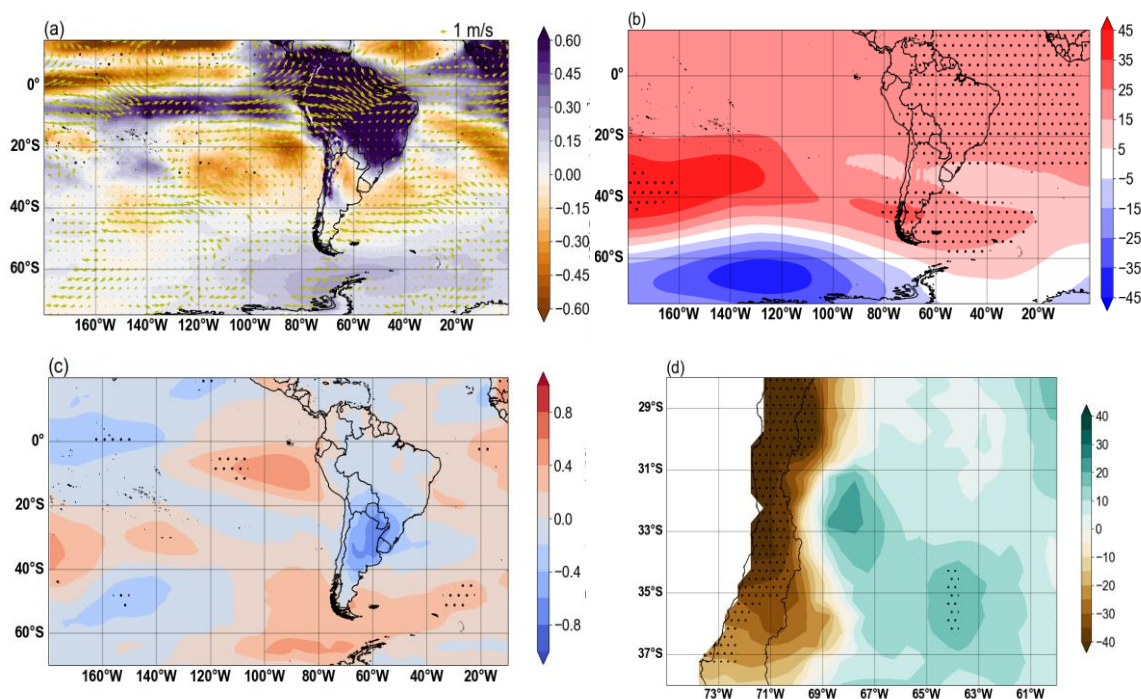 (a)
1 m/s
0°
20°S
40°S
60°S
160°W 140°W 120°W 100°W 80°W 60°W 40°W 20°W
0.60
0.45
0.30
0.15
0.00
−0.15
−0.30
−0.45
−0.60
(b)
0°
20°S
40°S
60°S
160°W 140°W 120°W 100°W 80°W 60°W 40°W 20°W
45
35
25
15
5
−5
−15
−25
−35
−45
(c)
0°
20°S
40°S
60°S
160°W 140°W 120°W 100°W 80°W 60°W 40°W 20°W
0.8
0.4
0.0
−0.4
−0.8
(d)
29°S
31°S
33°S
35°S
37°S
73°W 71°W 69°W 67°W 65°W 63°W 61°W
40
30
20
10
0
−10
−20
−30
−40